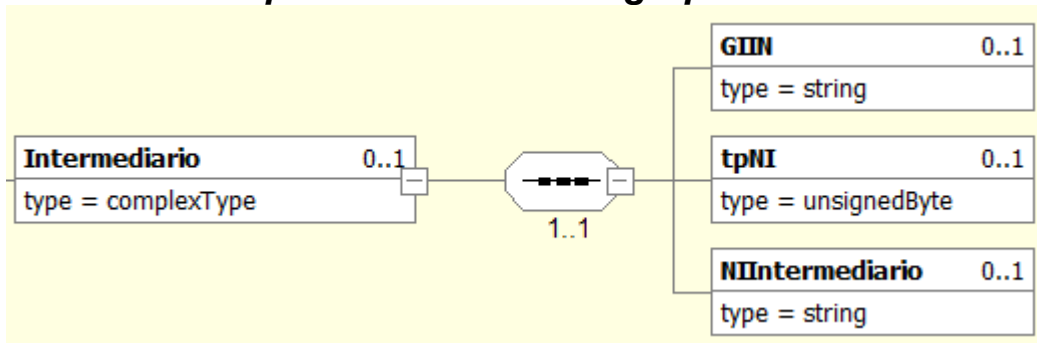 GIIN 0..1
type = string
Intermediario 0..1
type = complexType
1..1
tpNI 0..1
type = unsignedByte
NIIntermediario 0..1
type = string